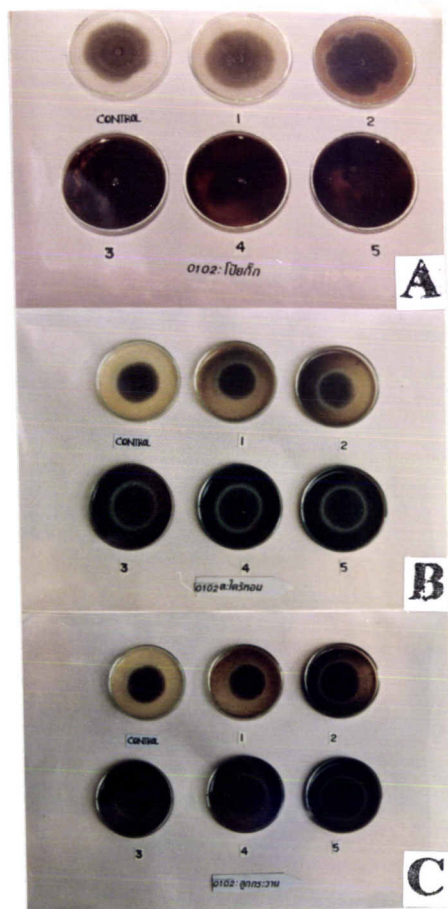 CONTROL 1 2
3 4 5
0102: โป๊ยกั๊ก
A
CONTROL 1 2
3 4 5
0102 ตะไคร้หอม
B
CONTROL 1 2
3 4 5
0102: ลูกกระวาน
C